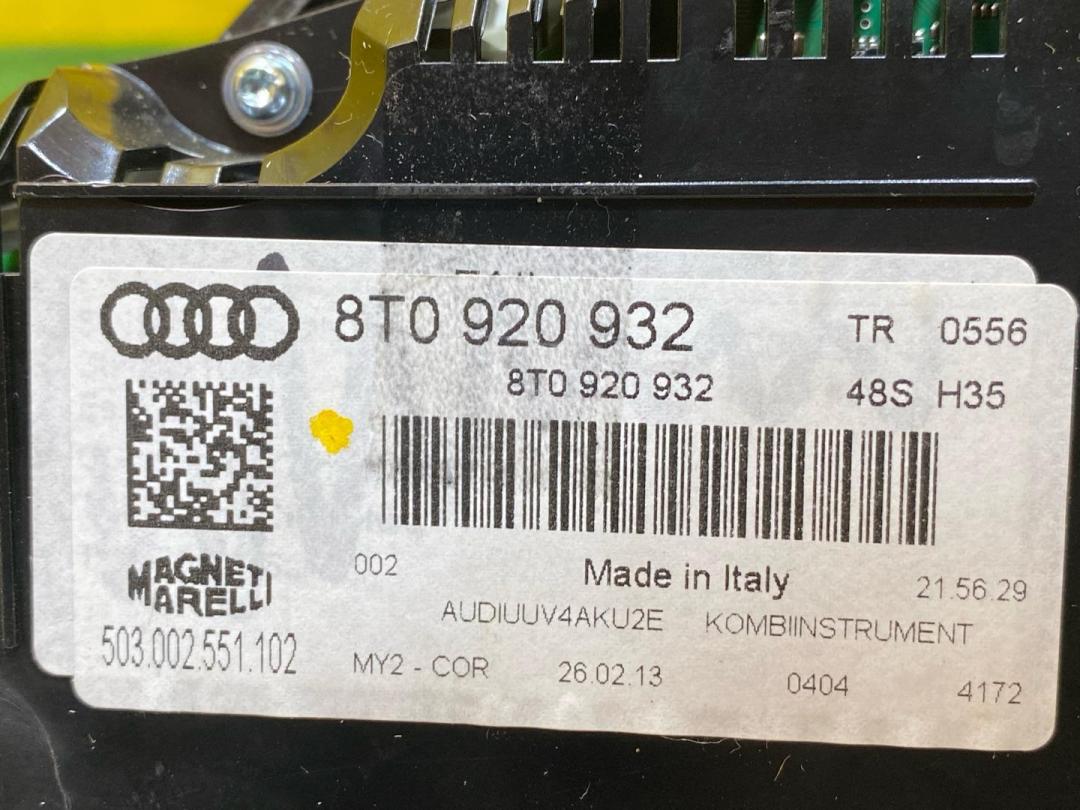 8T0 920 932 TR 0556
8T0 920 932 48S H35
002 Made in Italy 21.56.29
MAGNETI
MARELLI
AUDIUUV4AKU2E KOMBIINSTRUMENT
503.002.551.102 MY2 - COR 26.02.13 0404 4172